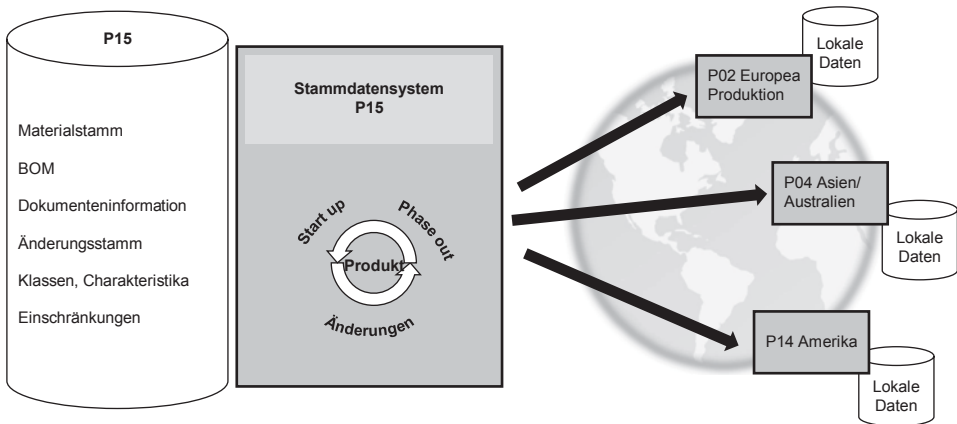 P15
Materialstamm
BOM
Dokumenteninformation
Änderungsstamm
Klassen, Charakteristika
Einschränkungen
Stammdatensystem
P15
Start up
Phase out
Produkt
Änderungen
Lokale
Daten
P02 Europea
Produktion
P04 Asien/
Australien
Lokale
Daten
P14 Amerika
Lokale
Daten